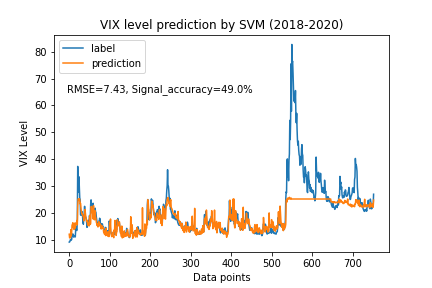 VIX level prediction by SVM (2018-2020)
label
prediction
RMSE=7.43, Signal_accuracy=49.0%
VIX Level
80
70
60
50
40
30
20
10
0 100 200 300 400 500 600 700
Data points